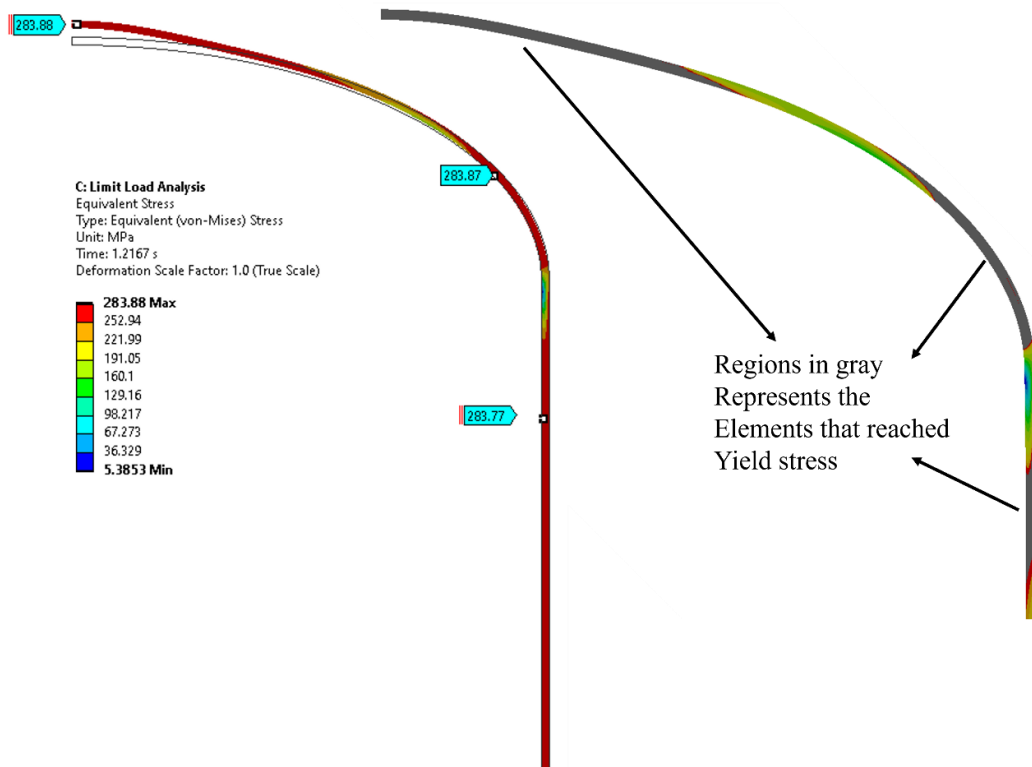 283.88
283.87
C: Limit Load Analysis
Equivalent Stress
Type: Equivalent (von-Mises) Stress
Unit: MPa
Time: 1.2167 s
Deformation Scale Factor: 1.0 (True Scale)
283.88 Max
252.94
221.99
191.05
160.1
129.16
98.217
67.273
36.329
5.3853 Min
283.77
Regions in gray
Represents the
Elements that reached
Yield stress